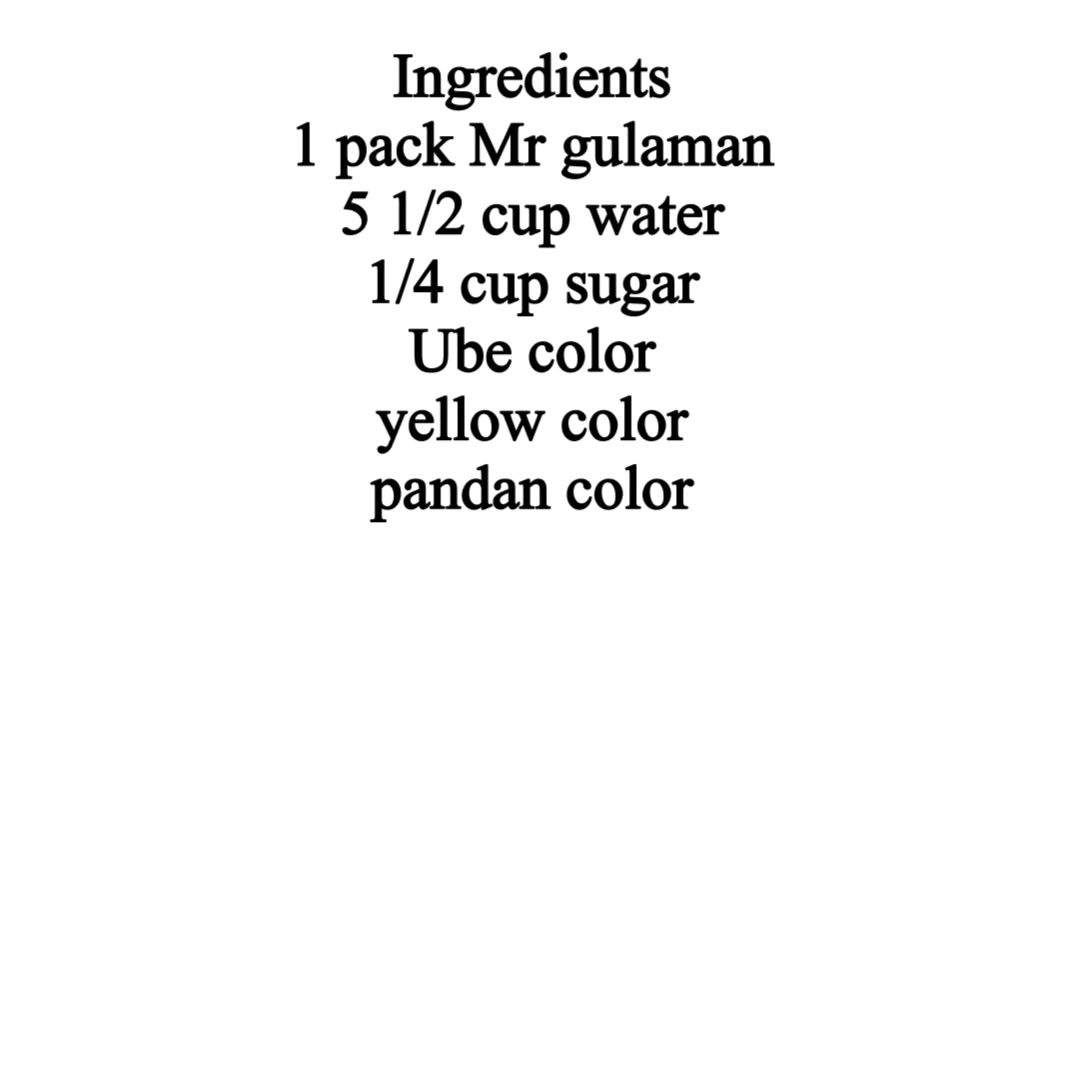 Ingredients
1 pack Mr gulaman
5 1/2 cup water
1/4 cup sugar
Ube color
yellow color
pandan color